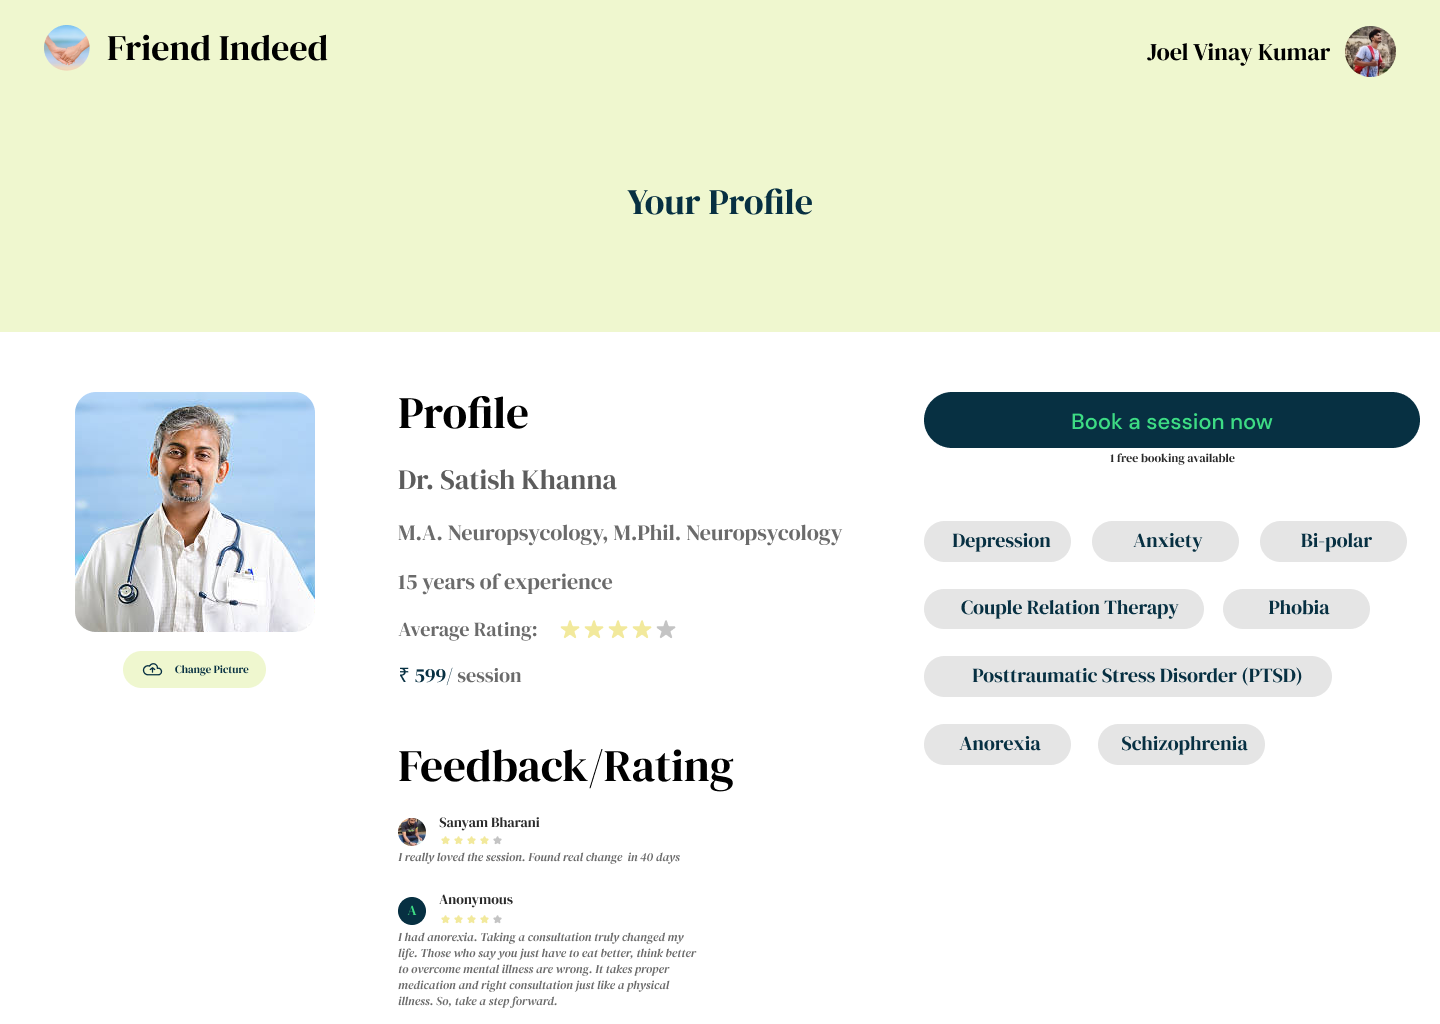 Friend Indeed
Joel Vinay Kumar
Your Profile
Change Picture
Profile
Dr. Satish Khanna
M.A. Neuropsycology, M.Phil. Neuropsycology
15 years of experience
Average Rating:
₹ 599/ session
Feedback/Rating
Sanyam Bharani
I really loved the session. Found real change  in 40 days
A
Anonymous
I had anorexia. Taking a consultation truly changed my
life. Those who say you just have to eat better, think better
to overcome mental illness are wrong. It takes proper
medication and right consultation just like a physical
illness. So, take a step forward.
Book a session now
1 free booking available
Depression
Anxiety
Bi-polar
Couple Relation Therapy
Phobia
Posttraumatic Stress Disorder (PTSD)
Anorexia
Schizophrenia